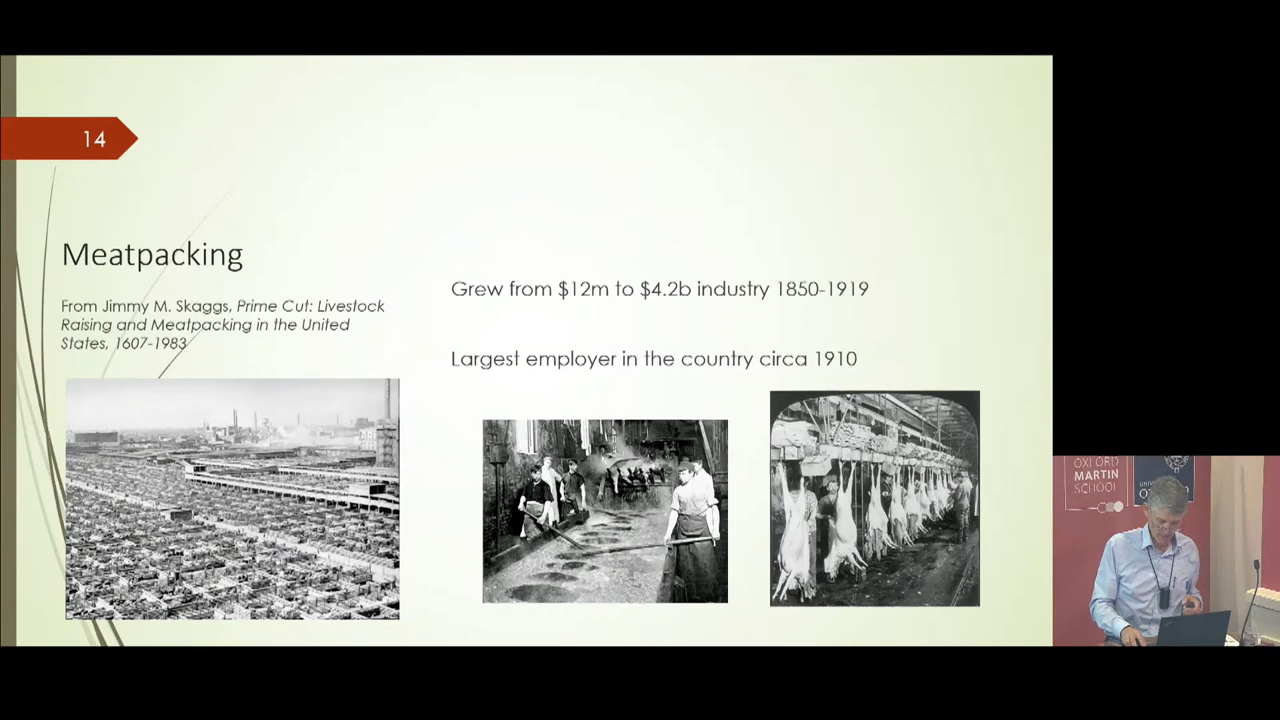 14
Meatpacking
From Jimmy M. Skaggs, Prime Cut: Livestock
Raising and Meatpacking in the United
States, 1607-1983
Grew from $12m to $4.2b industry 1850-1919
Largest employer in the country circa 1910
OXFORD
MARTIN
SCHOOL